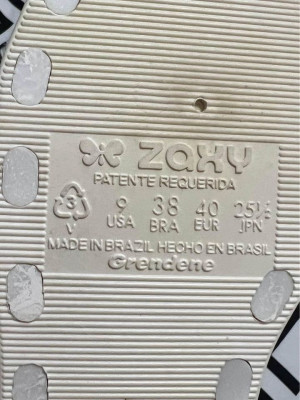 zaxy
PATENTE REQUERIDA
3 9 38 40 25½
V USA BRA EUR JPN
MADE IN BRAZIL HECHO EN BRASIL
Grendene